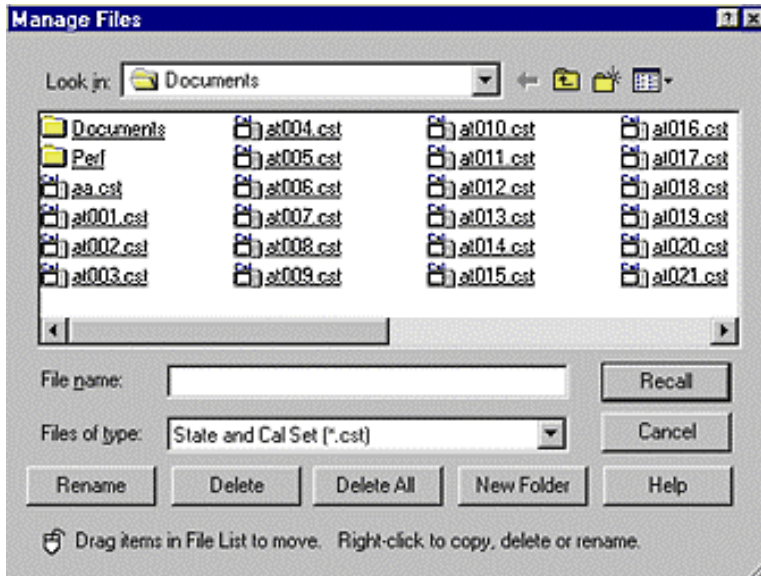 Manage Files
Look in: Documents
Documents at004.cst at010.cst at016.cst
Perf at005.cst at011.cst at017.cst
aa.cst at006.cst at012.cst at018.cst
at001.cst at007.cst at013.cst at019.cst
at002.cst at008.cst at014.cst at020.cst
at003.cst at009.cst at015.cst at021.cst
File name: Recall
Files of type: State and Cal Set (*.cst) Cancel
Rename Delete Delete All New Folder Help
Drag items in File List to move. Right-click to copy, delete or rename.